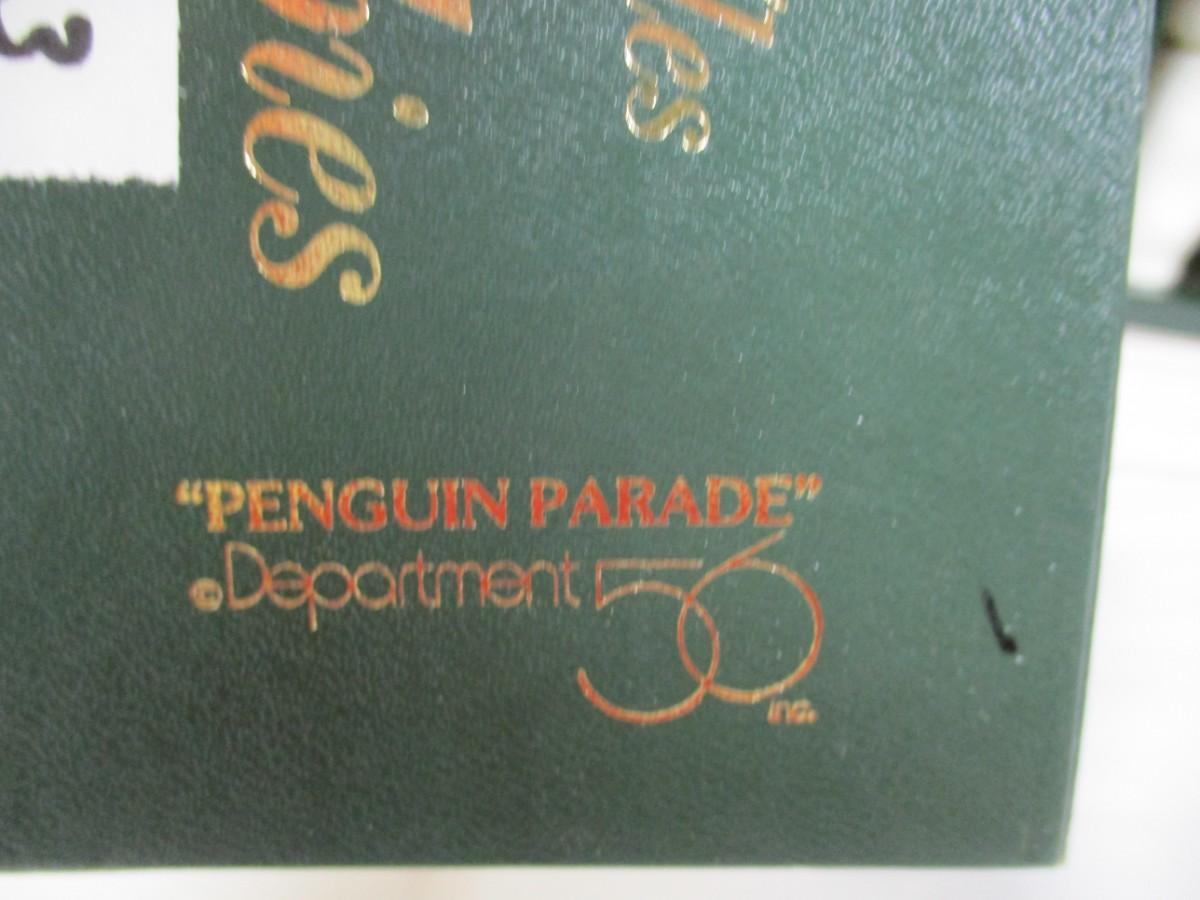 "PENGUIN PARADE"
©Department 56
inc.